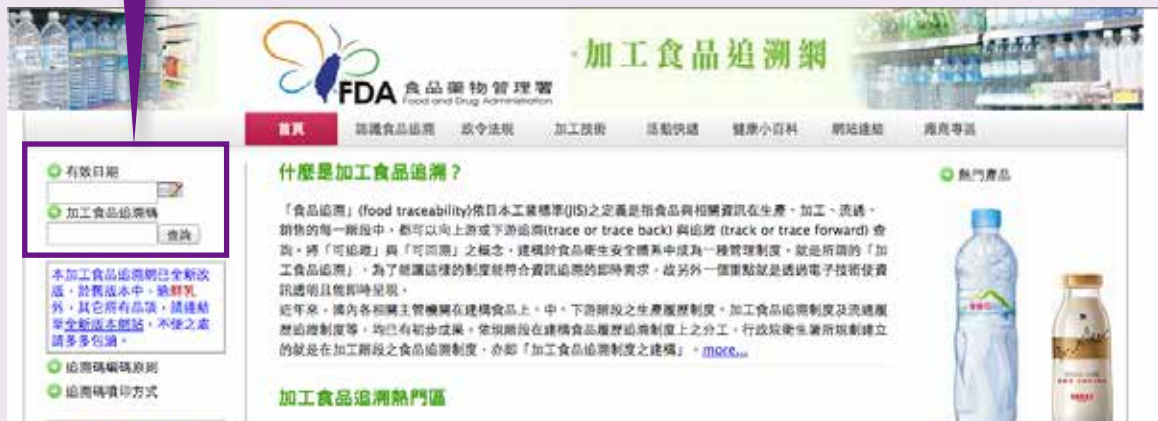 加工食品追溯網
FDA 食品藥物管理署
Food and Drug Administration
首頁 認識食品追溯 政令法規 加工技術 活動快遞 健康小百科 網站連結 廠商專區
有效日期
加工食品追溯碼
查詢
本加工食品追溯網已全新改
版，於舊版本中，除鮮乳
外，其它所有品項，請連結
至全新版本網站，不便之處
請多多包涵。
追溯碼編碼原則
追溯碼噴印方式
什麼是加工食品追溯？
「食品追溯」(food traceability)依日本工業標準(JIS)之定義是指食品與相關資訊在生產、加工、流通、
銷售的每一階段中，都可以向上游或下游追溯(trace or trace back) 與追蹤 (track or trace forward) 查
詢。將「可追蹤」與「可回溯」之概念，建構於食品衛生安全體系中成為一種管理制度，就是所謂的「加
工食品追溯」，為了能讓這樣的制度能符合資訊追溯的即時需求，故另外一個重點就是透過電子技術使資
訊透明且能即時呈現。
近年來，國內各相關主管機關在建構食品上、中、下游階段之生產履歷制度、加工食品追溯制度及流通履
歷追蹤制度等，均已有初步成果。依現階段在建構食品履歷追溯制度上之分工，行政院衛生署所規劃建立
的就是在加工階段之食品追溯制度，亦即「加工食品追溯制度之建構」。more...
加工食品追溯熱門區
熱門產品